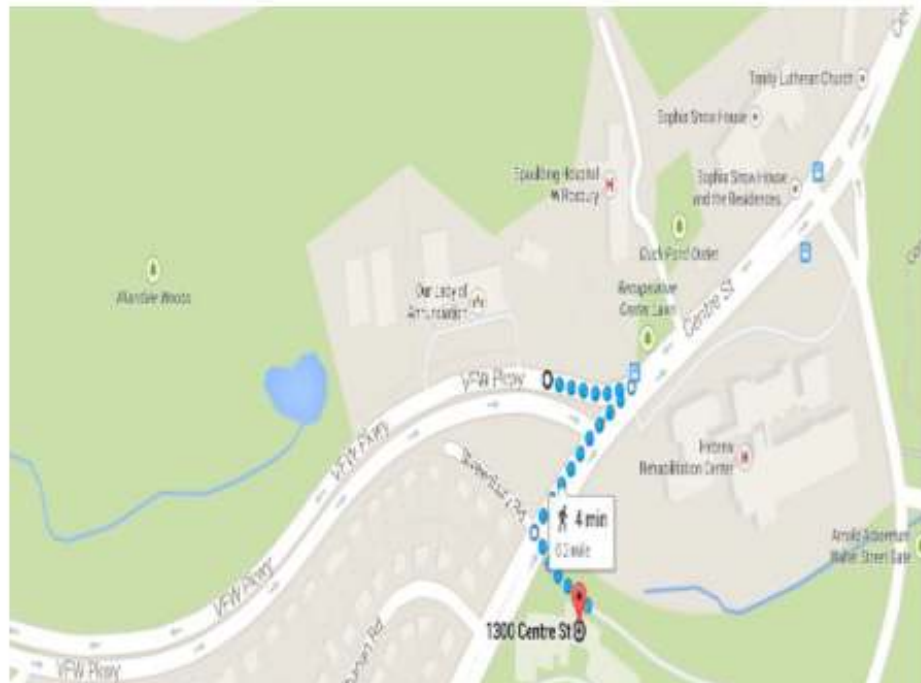 Trinity Lutheran Church
Sophia Snow House
Spaulding Hospital
W Roxbury
Sophia Snow House
and the Residences
Duck Pond Outlet
Allandale Woods
Our Lady of
Annunciation
Recuperative
Center Lawn
Centre St
VFW Pkwy
VFW Pkwy
Hebrew
Rehabilitation Center
4 min
0.2 mile
Arnold Arboretum
Walter Street Gate
VFW Pkwy
1300 Centre St
VFW Pkwy